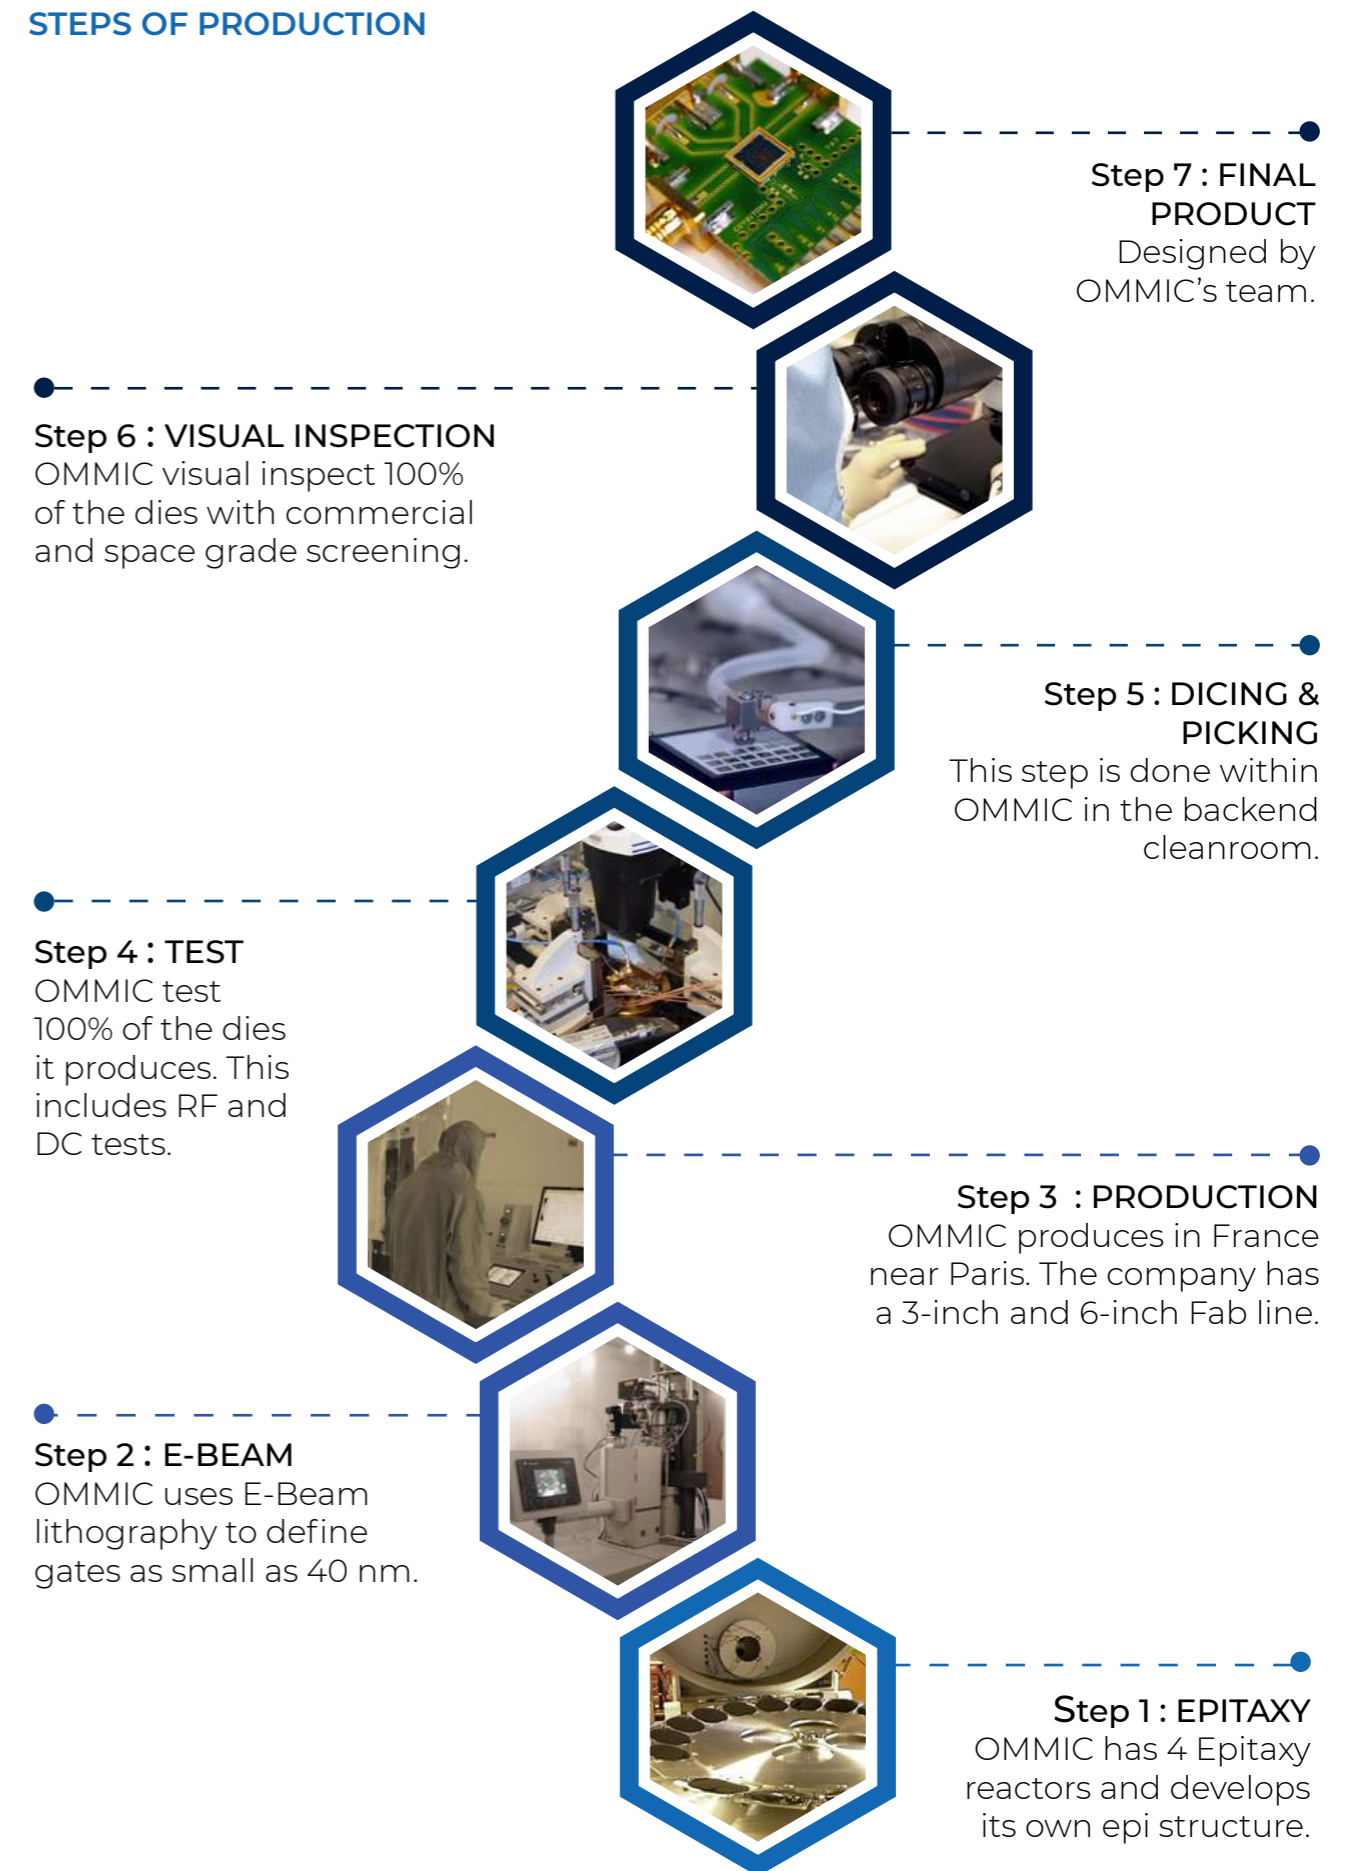 STEPS OF PRODUCTION
Step 7 : FINAL
PRODUCT
Designed by
OMMIC’s team.
Step 6 : VISUAL INSPECTION
OMMIC visual inspect 100%
of the dies with commercial
and space grade screening.
Step 5 : DICING &
PICKING
This step is done within
OMMIC in the backend
cleanroom.
Step 4 : TEST
OMMIC test
100% of the dies
it produces. This
includes RF and
DC tests.
Step 3 : PRODUCTION
OMMIC produces in France
near Paris. The company has
a 3-inch and 6-inch Fab line.
Step 2 : E-BEAM
OMMIC uses E-Beam
lithography to define
gates as small as 40 nm.
Step 1 : EPITAXY
OMMIC has 4 Epitaxy
reactors and develops
its own epi structure.